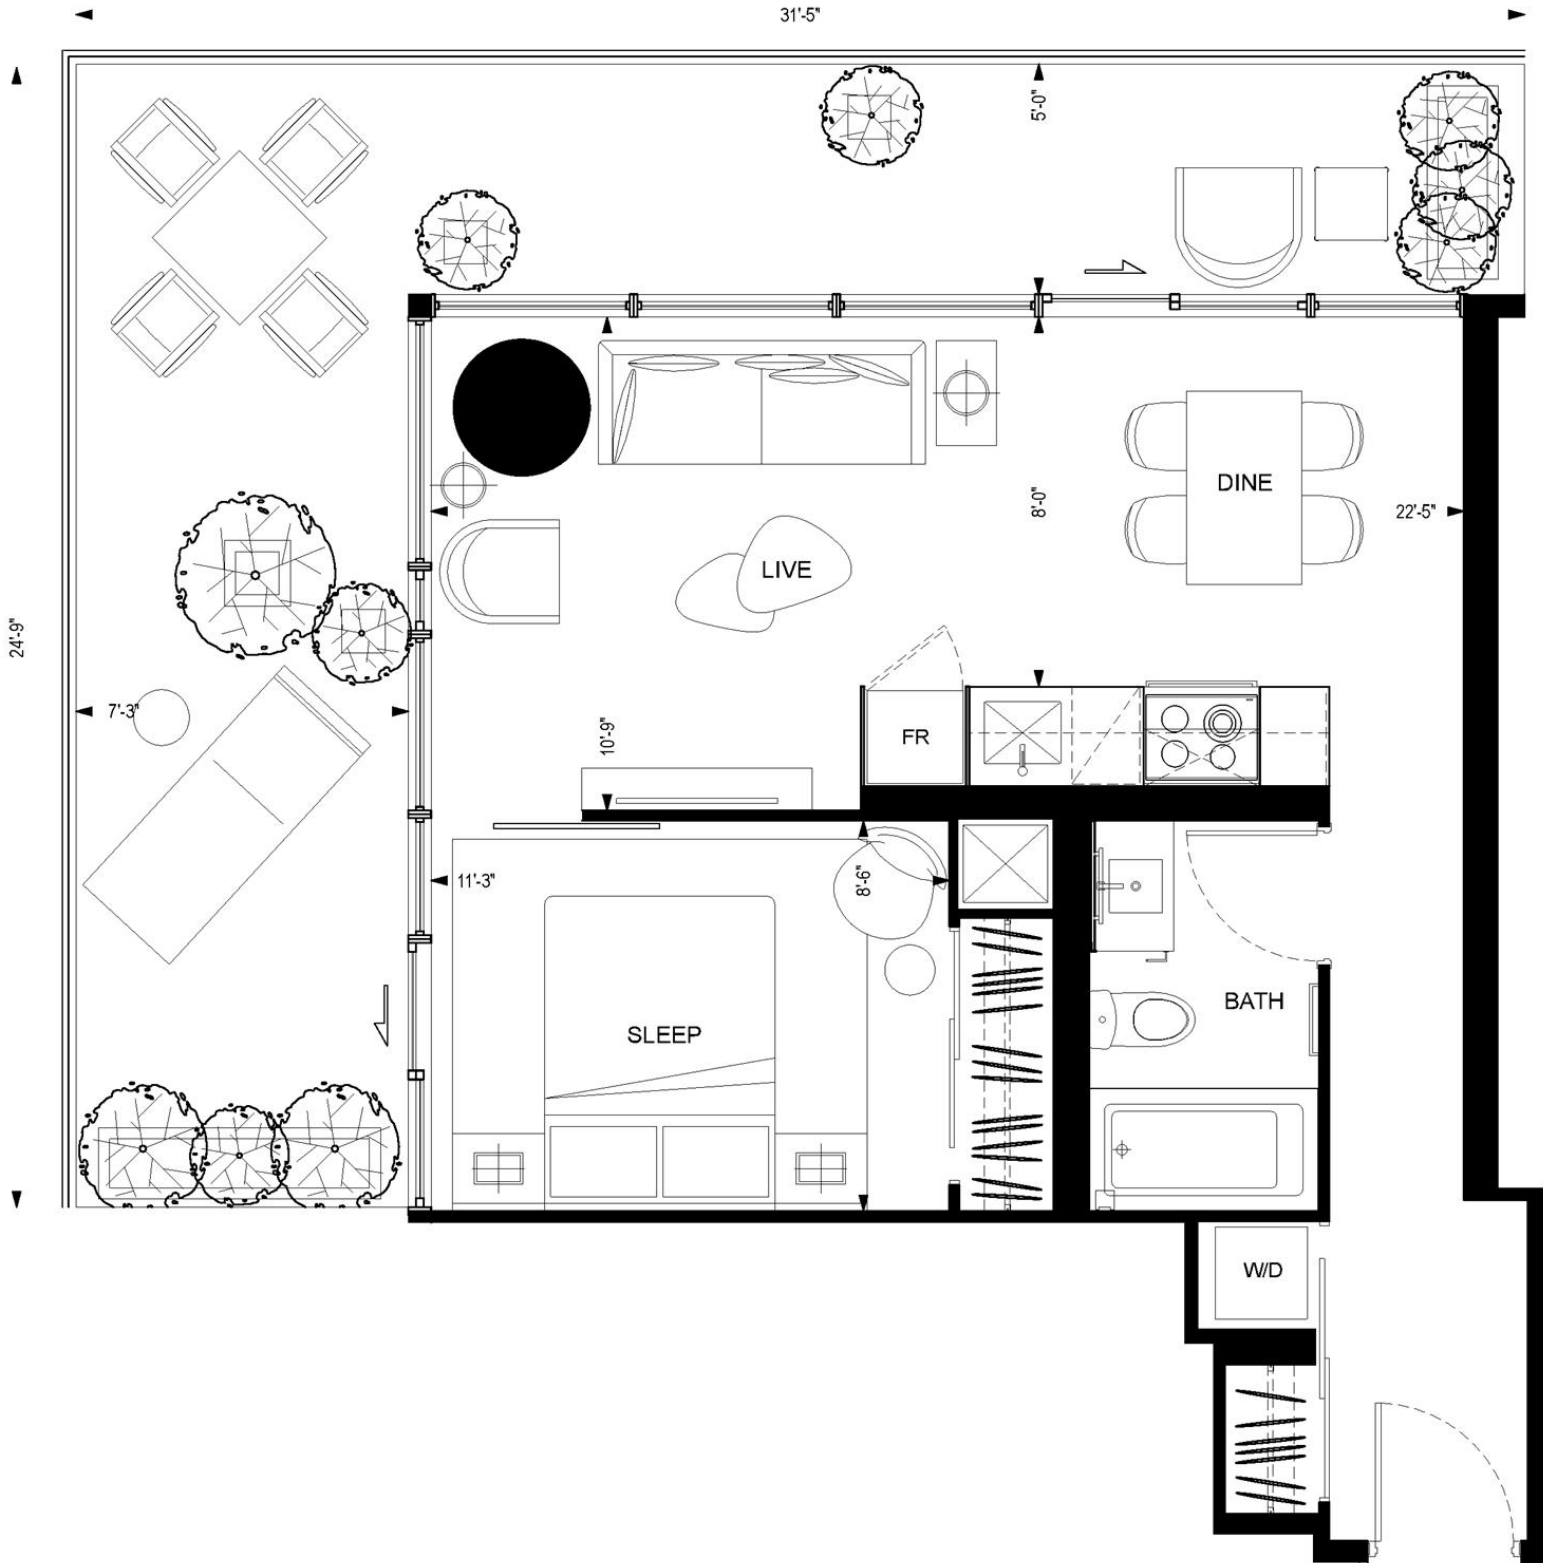 31'-5"
5'-0"
24'-9"
DINE
8'-0"
22'-5"
LIVE
7'-3"
10'-9"
FR
11'-3"
8'-6"
BATH
SLEEP
W/D